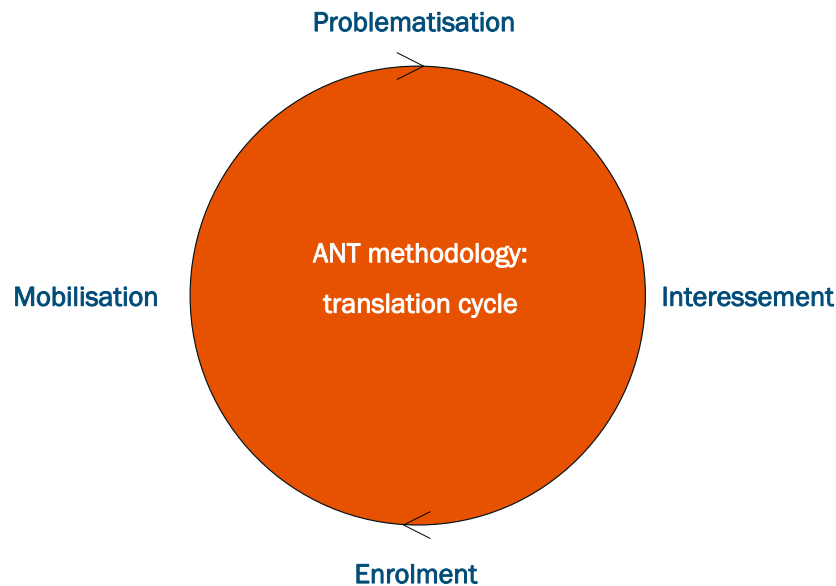 Problematisation
ANT methodology:
translation cycle
Mobilisation
Interessement
Enrolment